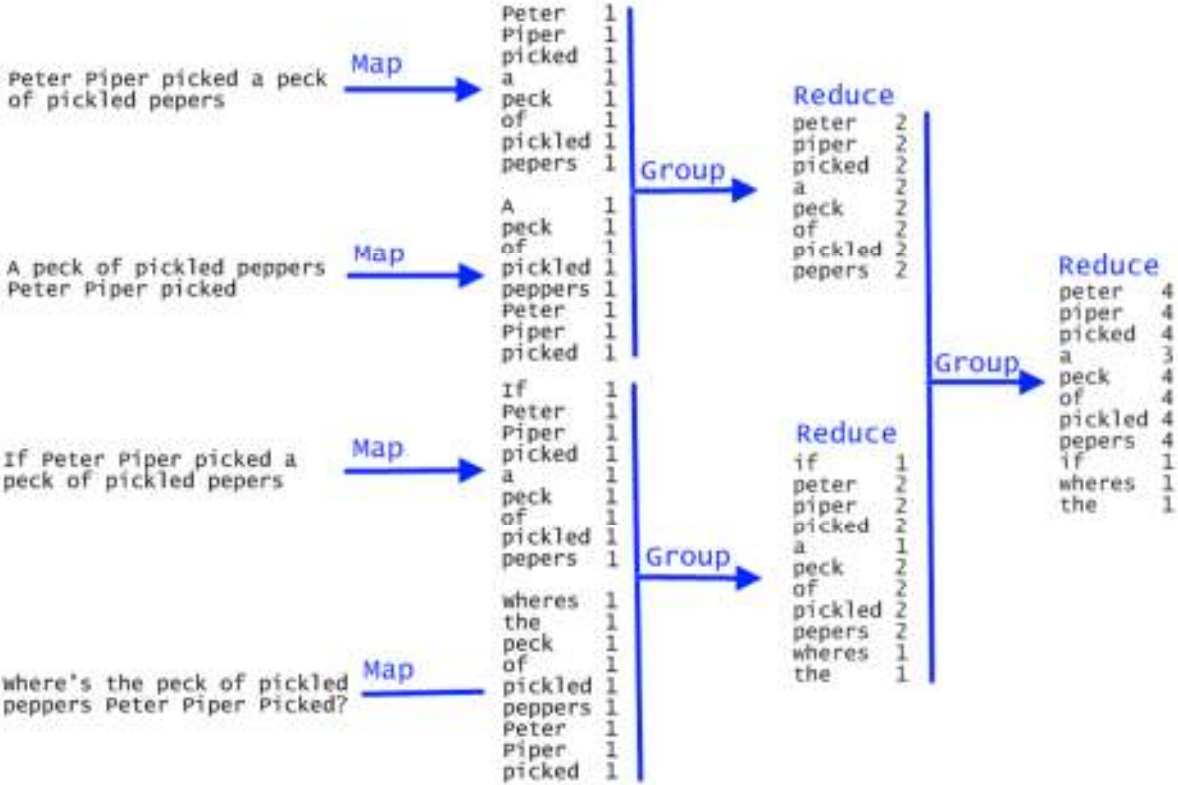 Peter Piper picked a peck
of pickled pepers
Map
Peter 1
Piper 1
picked 1
a 1
peck 1
of 1
pickled 1
pepers 1
A peck of pickled peppers
Peter Piper picked
Map
A 1
peck 1
of 1
pickled 1
peppers 1
Peter 1
Piper 1
picked 1
Group
Reduce
peter 2
piper 2
picked 2
a 2
peck 2
of 2
pickled 2
pepers 2
If Peter Piper picked a
peck of pickled pepers
Map
If 1
Peter 1
Piper 1
picked 1
a 1
peck 1
of 1
pickled 1
pepers 1
Where's the peck of pickled
peppers Peter Piper Picked?
Map
wheres 1
the 1
peck 1
of 1
pickled 1
peppers 1
Peter 1
Piper 1
picked 1
Group
Reduce
if 1
peter 2
piper 2
picked 2
a 1
peck 2
of 2
pickled 2
pepers 2
wheres 1
the 1
Group
Reduce
peter 4
piper 4
picked 4
a 3
peck 4
of 4
pickled 4
pepers 4
if 1
wheres 1
the 1